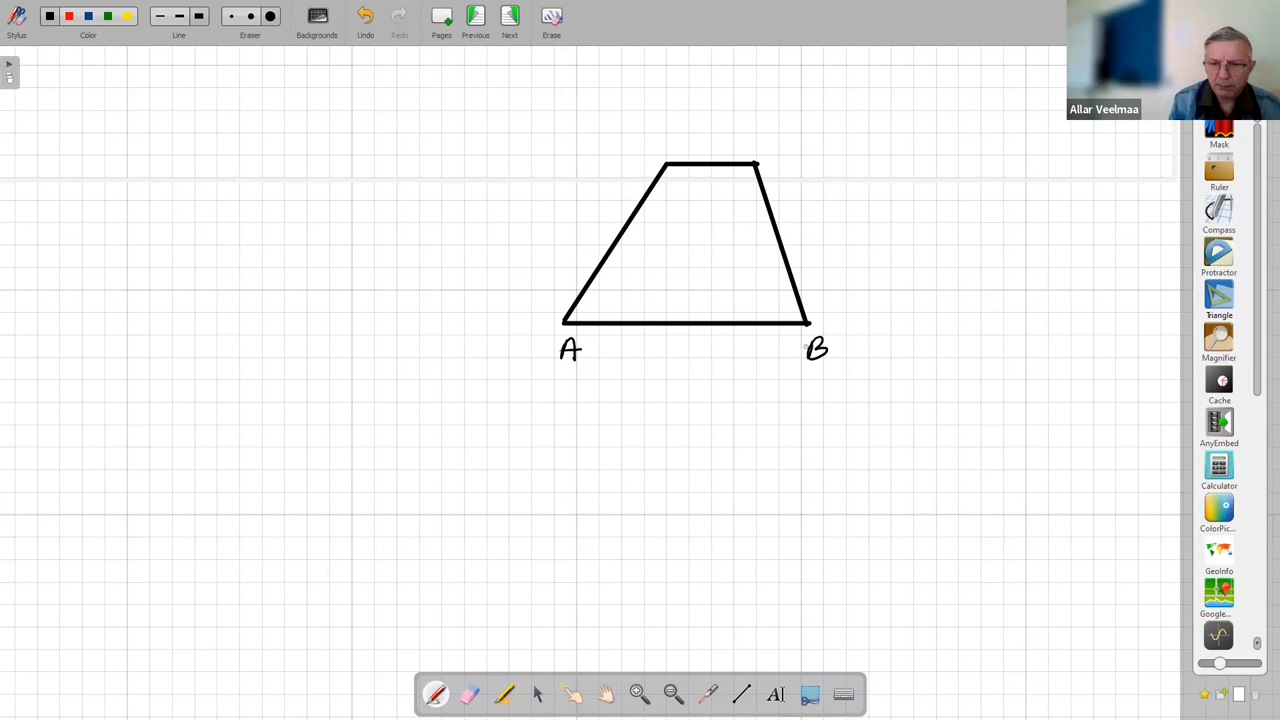 Stylus
Color
Line
Eraser
Backgrounds
Undo
Redo
Pages
Previous
Next
Erase
Allar Veelmaa
Mask
Ruler
Compass
Protractor
Triangle
Magnifier
Cache
AnyEmbed
Calculator
ColorPic...
GeoInfo
Google...
A B
AI